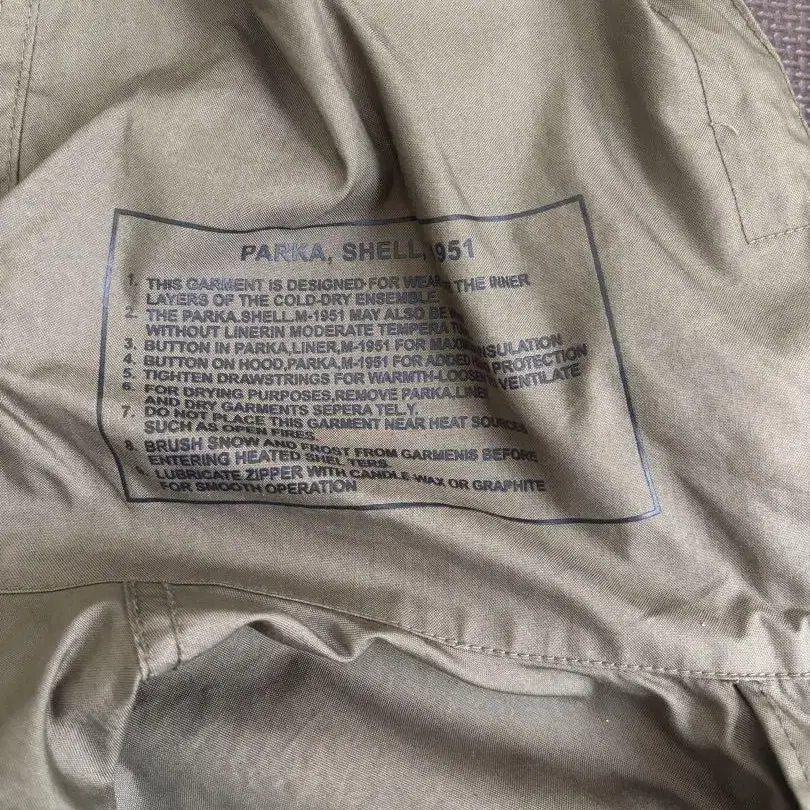 PARKA, SHELL, 951
1. THIS GARMENT IS DESIGNED FOR WEAR THE INNER
LAYERS OF THE COLD-DRY ENSEMBLE.
2. THE PARKA.SHELL.M-1951 MAY ALSO BE
WITHOUT LINERIN MODERATE
3. BUTTON IN PARKA,LINER,M-1951 FOR INSULATION
4. BUTTON ON HOOD,PARKA,M-1951 FOR ADDED PROTECTION
5. TIGHTEN DRAWSTRINGS FOR WARMTH-LOOSEN VENTILATE
6. FOR DRYING PURPOSES,REMOVE PARKA.LINE
AND DRY GARMENTS SEPERA TEL.Y.
7. DO NOT PLACE THIS GARMENT NEAR HEAT SOURCES
SUCH AS OPEN FIRES.
8. BRUSH SNOW AND FROST FROM GARMENIS BEFORE
ENTERING HEATED SHEL TERS.
LUBRICATE ZIPPER WITH CANDLE WAX OR GRAPHITE
FOR SMOOTH OPERATION